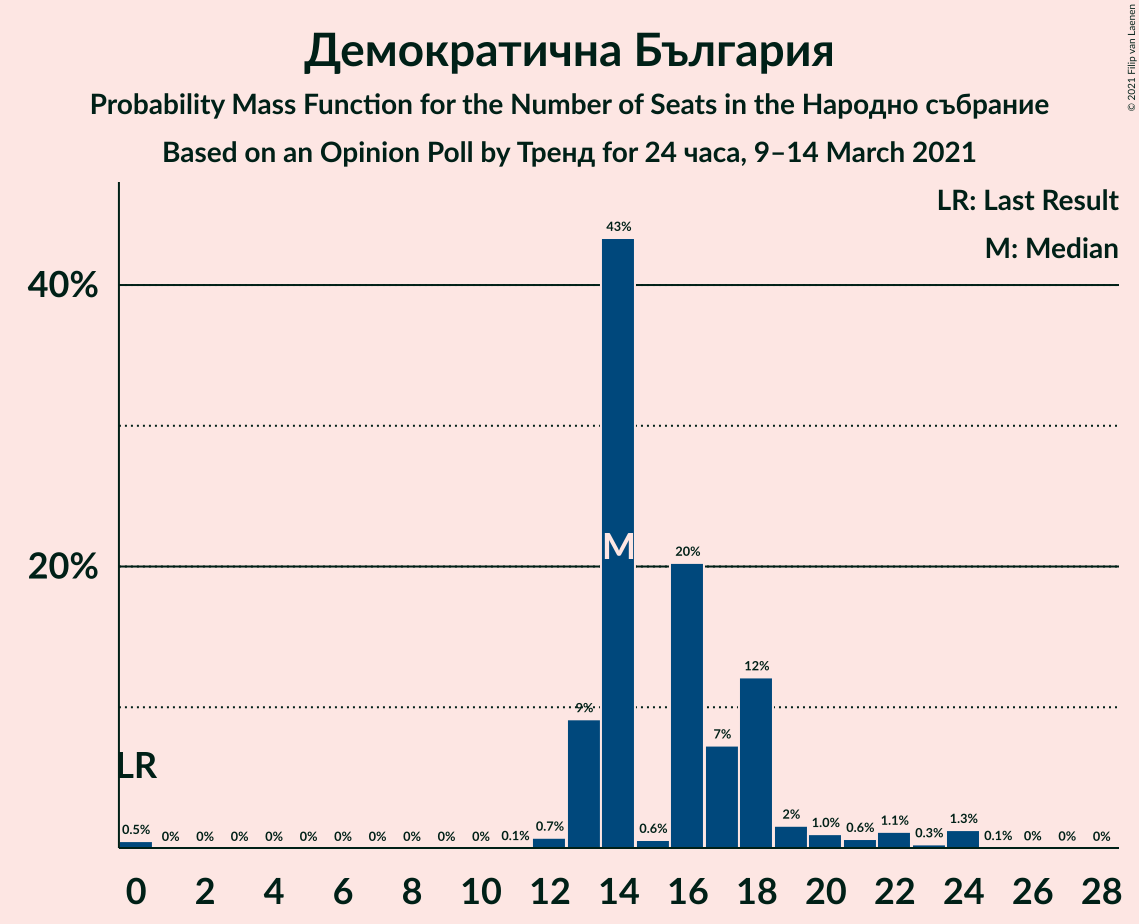 Демократична България
Probability Mass Function for the Number of Seats in the Народно събрание
Based on an Opinion Poll by Тренд for 24 часа, 9–14 March 2021
© 2021 Filip van Laenen
LR: Last Result
M: Median
43%
40%
M
20%
20%
12%
9%
7%
LR
0.5% 0% 0% 0% 0% 0% 0% 0% 0% 0% 0% 0.1% 0.7% 0.6% 2% 1.0% 0.6% 1.1% 0.3% 1.3% 0.1% 0% 0% 0%
0 2 4 6 8 10 12 14 16 18 20 22 24 26 28